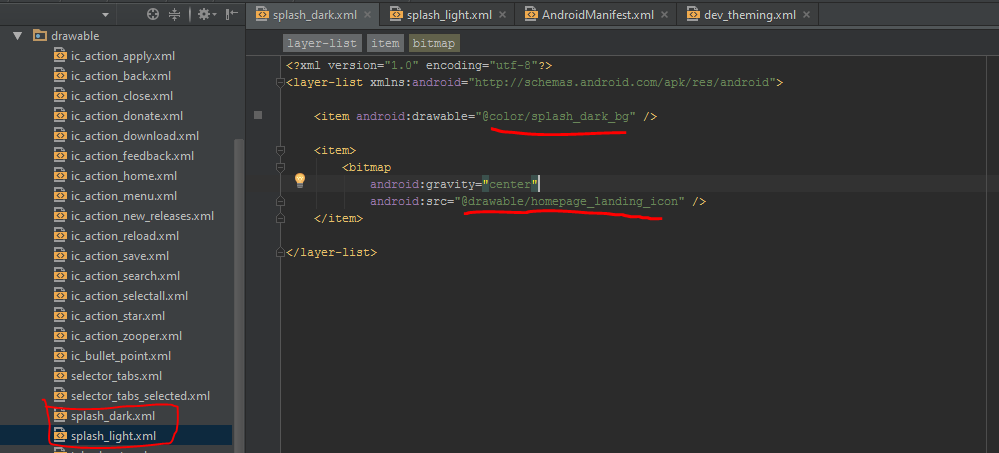 splash_dark.xml splash_light.xml AndroidManifest.xml dev_theming.xml
drawable
ic_action_apply.xml
ic_action_back.xml
ic_action_close.xml
ic_action_donate.xml
ic_action_download.xml
ic_action_feedback.xml
ic_action_home.xml
ic_action_menu.xml
ic_action_new_releases.xml
ic_action_reload.xml
ic_action_save.xml
ic_action_search.xml
ic_action_selectall.xml
ic_action_star.xml
ic_action_zooper.xml
ic_bullet_point.xml
selector_tabs.xml
selector_tabs_selected.xml
splash_dark.xml
splash_light.xml
layer-list item bitmap
<?xml version="1.0" encoding="utf-8"?>
<layer-list xmlns:android="http://schemas.android.com/apk/res/android">
<item android:drawable="@color/splash_dark_bg" />
<item>
<bitmap
android:gravity="center"
android:src="@drawable/homepage_landing_icon" />
</item>
</layer-list>